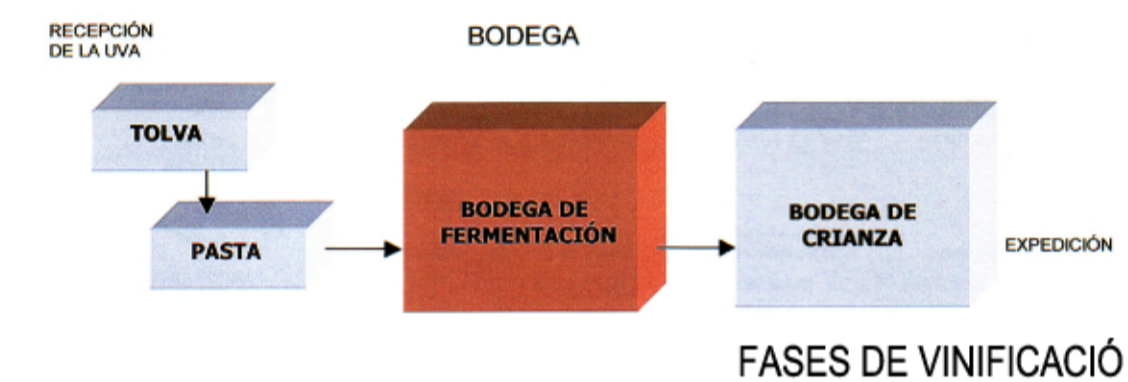 RECEPCIÓN
DE LA UVA
BODEGA
TOLVA
PASTA
BODEGA DE
FERMENTACIÓN
BODEGA DE
CRIANZA
EXPEDICIÓN
FASES DE VINIFICACIÓ